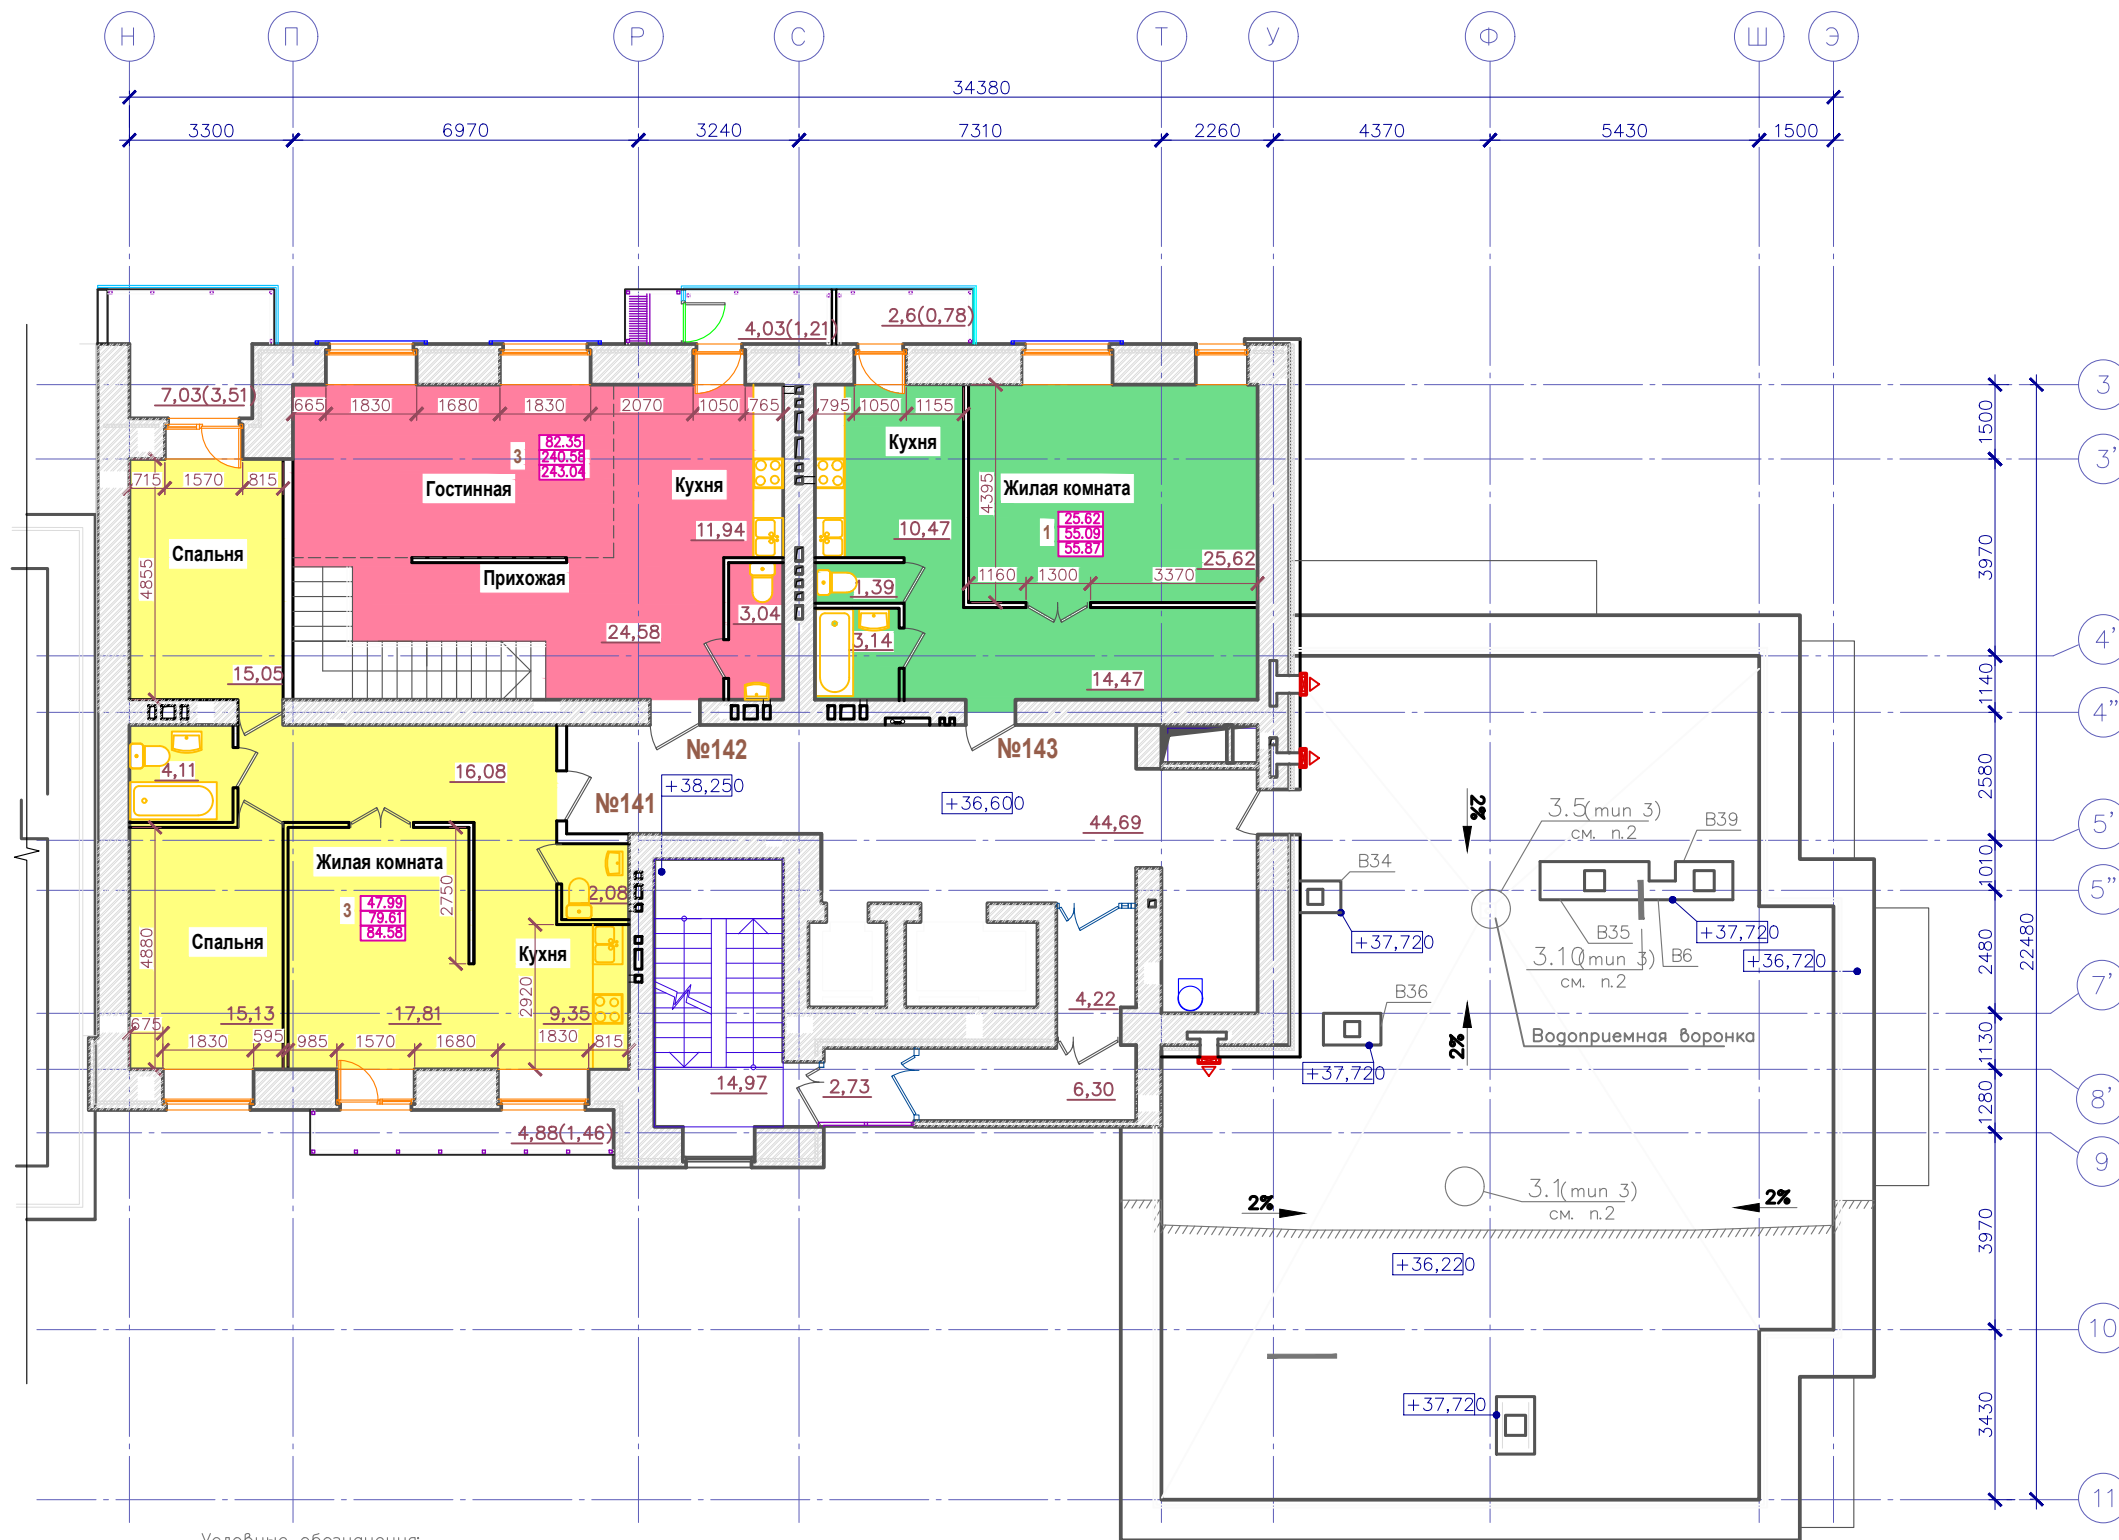 Н П Р С Т У Ф Ш Э
34380
3300 6970 3240 7310 2260 4370 5430 1500
4,03(1,21)
2,6(0,78)
7,03(3,51)
3
665 1830 1680 1830 2070 1050 765 795 1050 1155
1500
82.35
3 240.58
243.04
Кухня
3'
715 1570 815
Гостинная
Кухня
4395
Жилая комната
25.62
1 55.09
55.87
11,94
10,47
25,62
3970
Спальня
4855
Прихожая
1160 1300 3370
1,39
3,04
24,58
3,14
4'
15,05
14,47
1140
4"
№142
№143
4,11
16,08
+38,250
№141
+36,600
2580
2%
3.5(тип 3)
см. п.2
В39
44,69
5'
Жилая комната
2750
В34
1010
2,08
5"
47.99
3 79.61
84.58
4880
Спальня
Кухня
2920
+37,720
В35
+37,720
В6
3.10(тип 3)
см. п.2
+36,720
2480
22480
7'
В36
15,13
17,81
9,35
4,22
675
1830 595 985 1570 1680 1830 815
2%
Водоприемная воронка
1130
+37,720
14,97
2,73
6,30
8'
1280
4,88(1,46)
9
3.1(тип 3)
см. п.2
2%
2%
3970
+36,220
10
+37,720
3430
11
Условные обозначения: